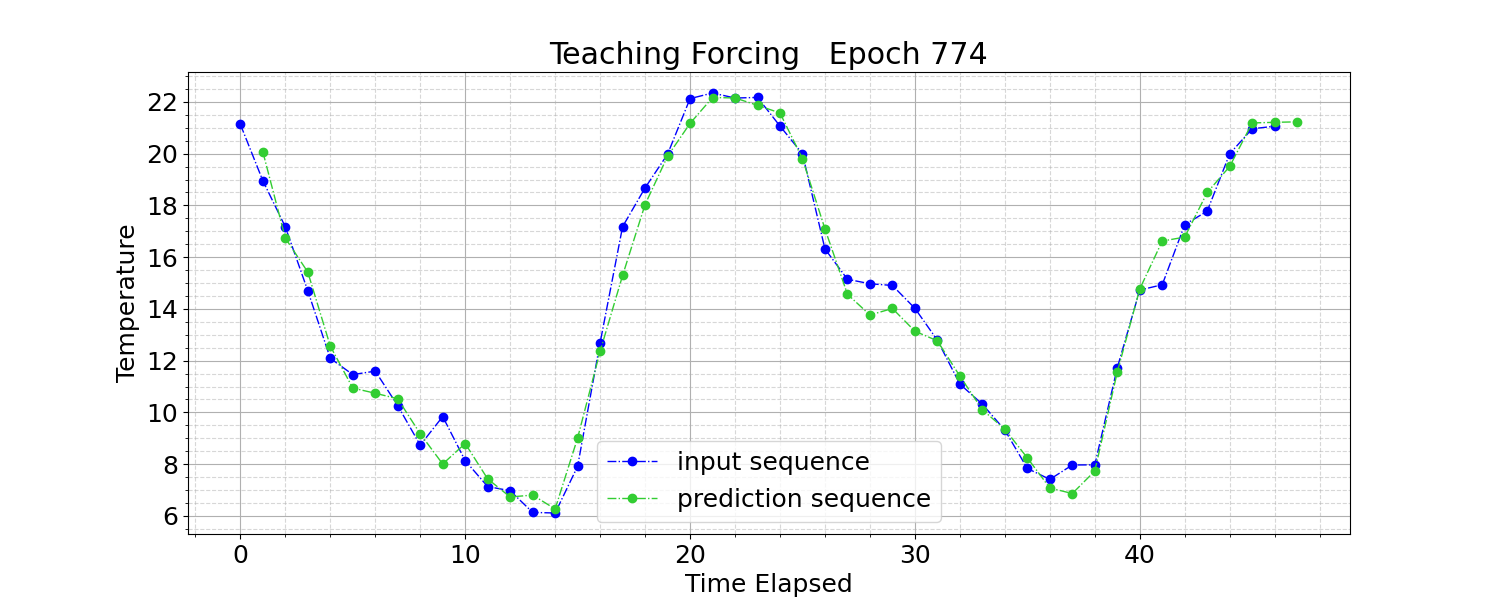 Teaching Forcing   Epoch 774
Temperature
22
20
18
16
14
12
10
8
6
input sequence
prediction sequence
0 10 20 30 40
Time Elapsed